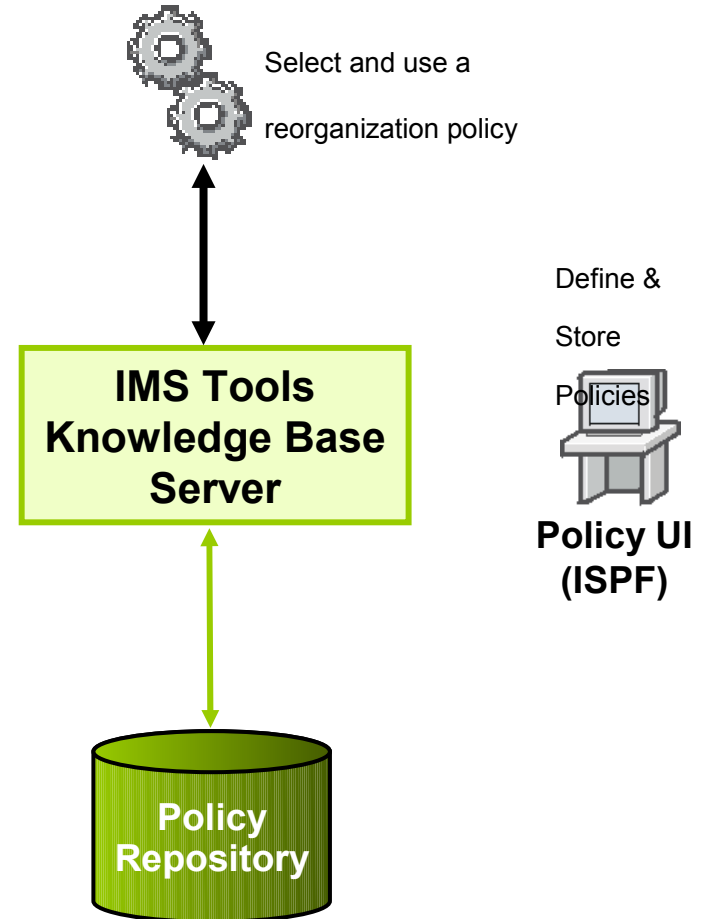 Select and use a
reorganization policy
Define &
Store
Policies
IMS Tools
Knowledge Base
Server
Policy UI
(ISPF)
Policy
Repository